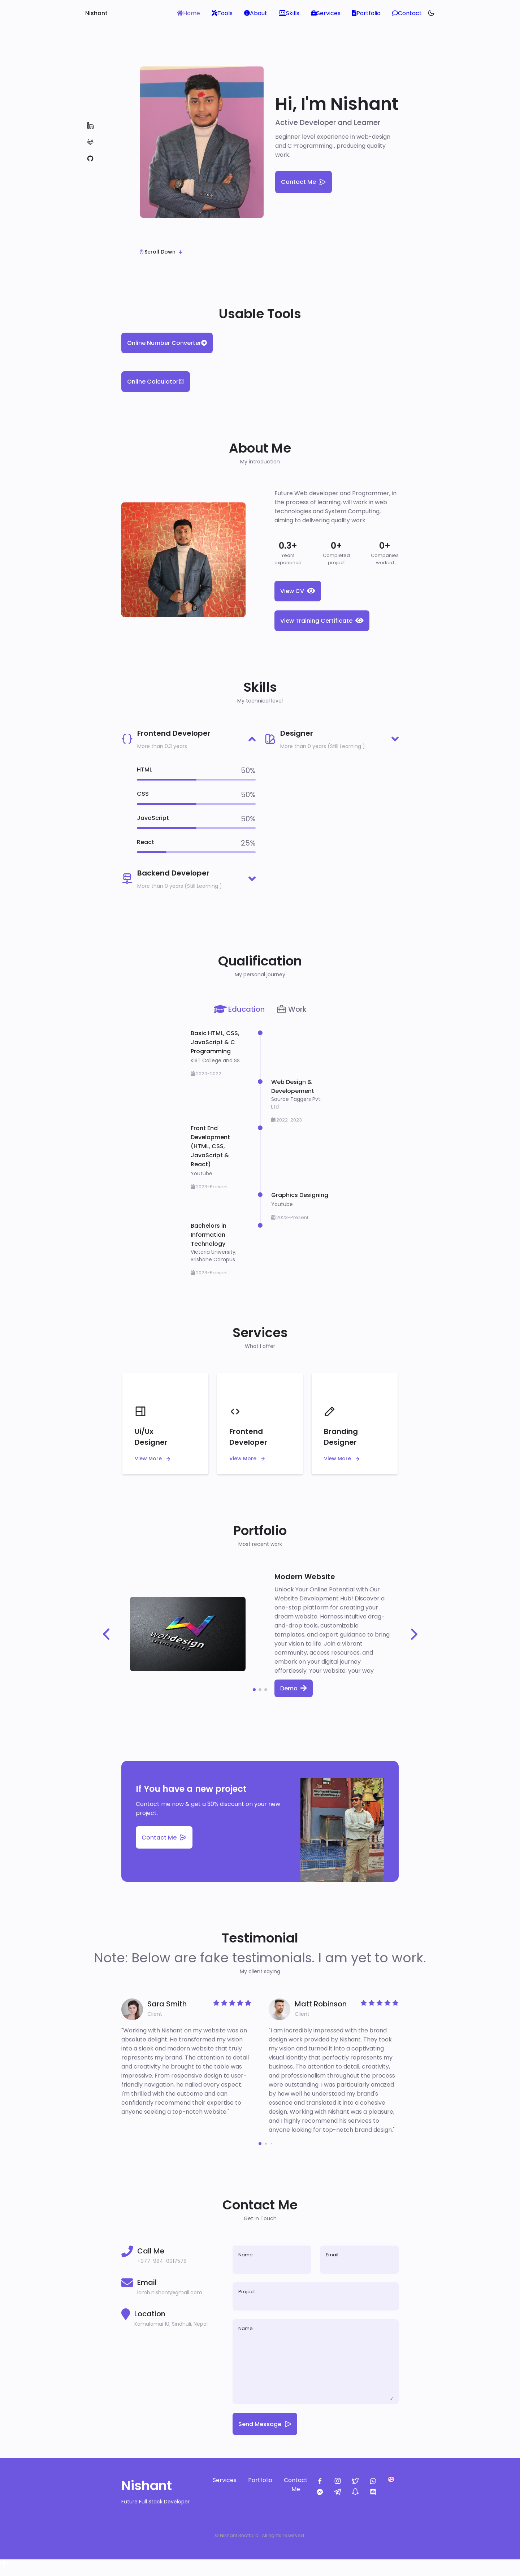 Nishant
Home
Tools
About
Skills
Services
Portfolio
Contact
Hi, I'm Nishant
Active Developer and Learner
Beginner level experience in web-design
and C Programming , producing quality
work.
Contact Me
Scroll Down
Usable Tools
Online Number Converter
Online Calculator
About Me
My introduction
Future Web developer and Programmer, in
the process of learning, will work in web
technologies and System Computing,
aiming to delivering quality work.
0.3+
Years
experience
0+
Completed
project
0+
Companies
worked
View CV
View Training Certificate
Skills
My technical level
Frontend Developer
More than 0.3 years
HTML
50%
CSS
50%
JavaScript
50%
React
25%
Backend Developer
More than 0 years (Still Learning )
Designer
More than 0 years (Still Learning )
Qualification
My personal journey
Education
Work
Basic HTML, CSS,
JavaScript & C
Programming
KIST College and SS
2020-2022
Web Design &
Developement
Source Taggers Pvt.
Ltd
2022-2023
Front End
Development
(HTML, CSS,
JavaScript &
React)
Youtube
2023-Present
Graphics Designing
Youtube
2023-Present
Bachelors in
Information
Technology
Victoria University,
Brisbane Campus
2023-Present
Services
What I offer
Ui/Ux
Designer
View More
Frontend
Developer
View More
Branding
Designer
View More
Portfolio
Most recent work
Webdesign
Modern Website
Unlock Your Online Potential with Our
Website Development Hub! Discover a
one-stop platform for creating your
dream website. Harness intuitive drag-
and-drop tools, customizable
templates, and expert guidance to bring
your vision to life. Join a vibrant
community, access resources, and
embark on your digital journey
effortlessly. Your website, your way
Demo
If You have a new project
Contact me now & get a 30% discount on your new
project.
Contact Me
Testimonial
Note: Below are fake testimonials. I am yet to work.
My client saying
Sara Smith
Client
"Working with Nishant on my website was an
absolute delight. He transformed my vision
into a sleek and modern website that truly
represents my brand. The attention to detail
and creativity he brought to the table was
impressive. From responsive design to user-
friendly navigation, he nailed every aspect.
I'm thrilled with the outcome and can
confidently recommend their expertise to
anyone seeking a top-notch website."
Matt Robinson
Client
"I am incredibly impressed with the brand
design work provided by Nishant. They took
my vision and turned it into a captivating
visual identity that perfectly represents my
business. The attention to detail, creativity,
and professionalism throughout the process
were outstanding. I was particularly amazed
by how well he understood my brand's
essence and translated it into a cohesive
design. Working with Nishant was a pleasure,
and I highly recommend his services to
anyone looking for top-notch brand design."
Contact Me
Get in Touch
Call Me
+977-984-0917578
Email
iamb.nishant@gmail.com
Location
Kamalamai 10, Sindhuli, Nepal
Name
Email
Project
Name
Send Message
Nishant
Future Full Stack Developer
Services
Portfolio
Contact
Me